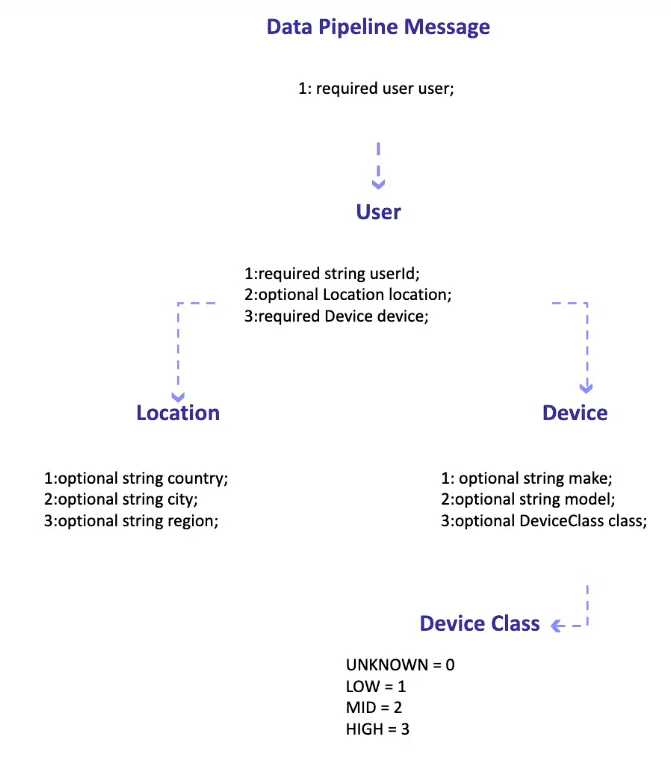 Data Pipeline Message
1: required user user;
User
1:required string userId;
2:optional Location location;
3:required Device device;
Location
1:optional string country;
2:optional string city;
3:optional string region;
Device
1: optional string make;
2:optional string model;
3:optional DeviceClass class;
Device Class
UNKNOWN = 0
LOW = 1
MID = 2
HIGH = 3